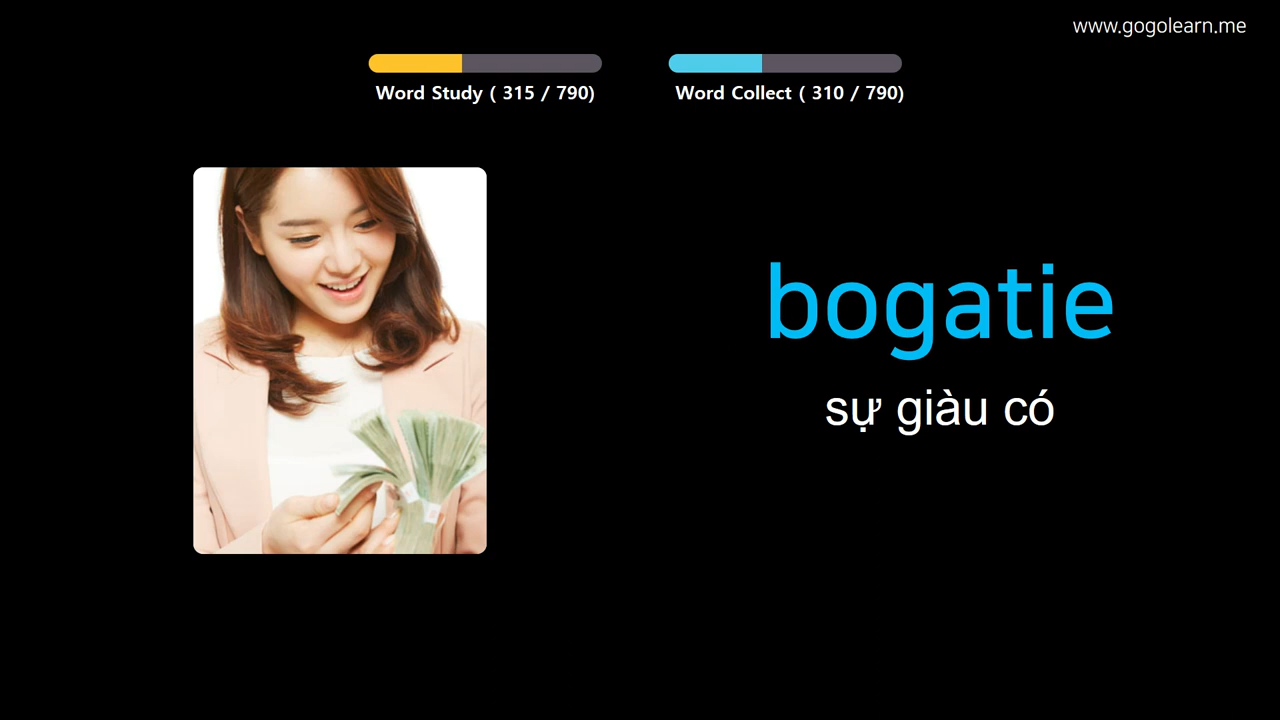 www.gogolearn.me
Word Study ( 315 / 790)
Word Collect ( 310 / 790)
bogatie
sự giàu có